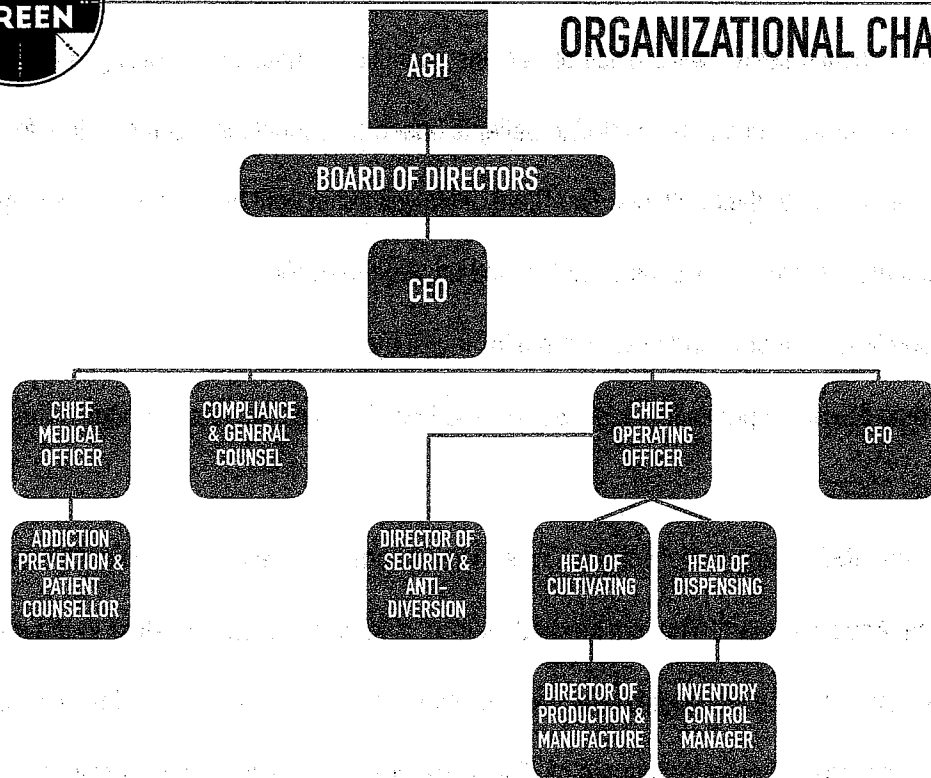 REEN
ORGANIZATIONAL CHA
AGH
BOARD OF DIRECTORS
CEO
CHIEF
MEDICAL
OFFICER
COMPLIANCE
& GENERAL
COUNSEL
CHIEF
OPERATING
OFFICER
CFO
ADDICTION
PREVENTION &
PATIENT
COUNSELLOR
DIRECTOR OF
SECURITY &
ANTI-
DIVERSION
HEAD OF
CULTIVATING
HEAD OF
DISPENSING
DIRECTOR OF
PRODUCTION &
MANUFACTURE
INVENTORY
CONTROL
MANAGER